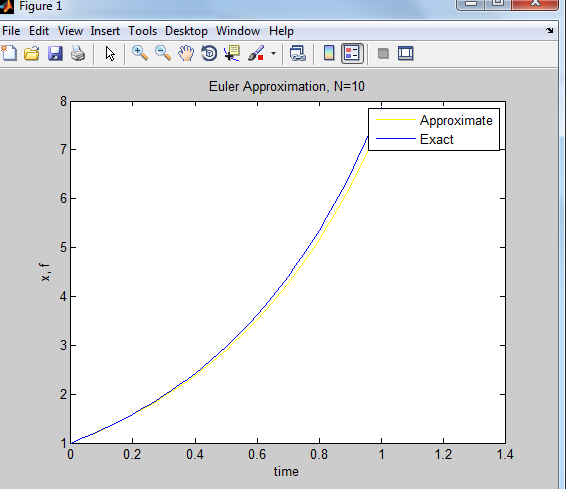 Figure 1
File Edit View Insert Tools Desktop Window Help
Euler Approximation, N=10
8
7
6
5
4
3
2
1
x, f
Approximate
Exact
0 0.2 0.4 0.6 0.8 1 1.2 1.4
time